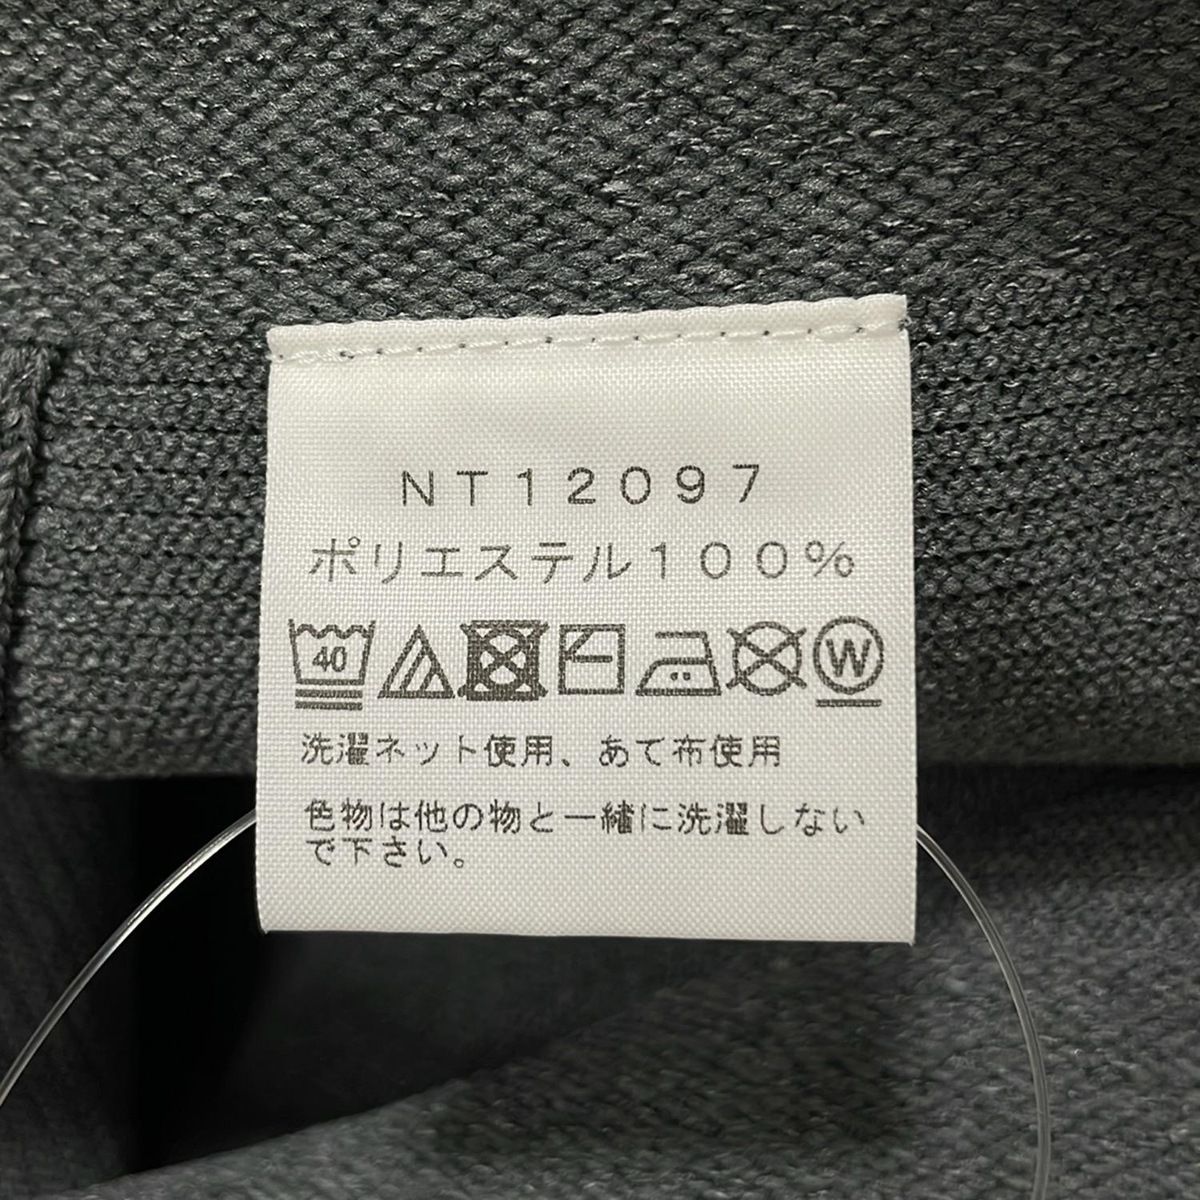 NT12097
ポリエステル100%
40 W
洗濯ネット使用、あて布使用
色物は他の物と一緒に洗濯しない
で下さい。